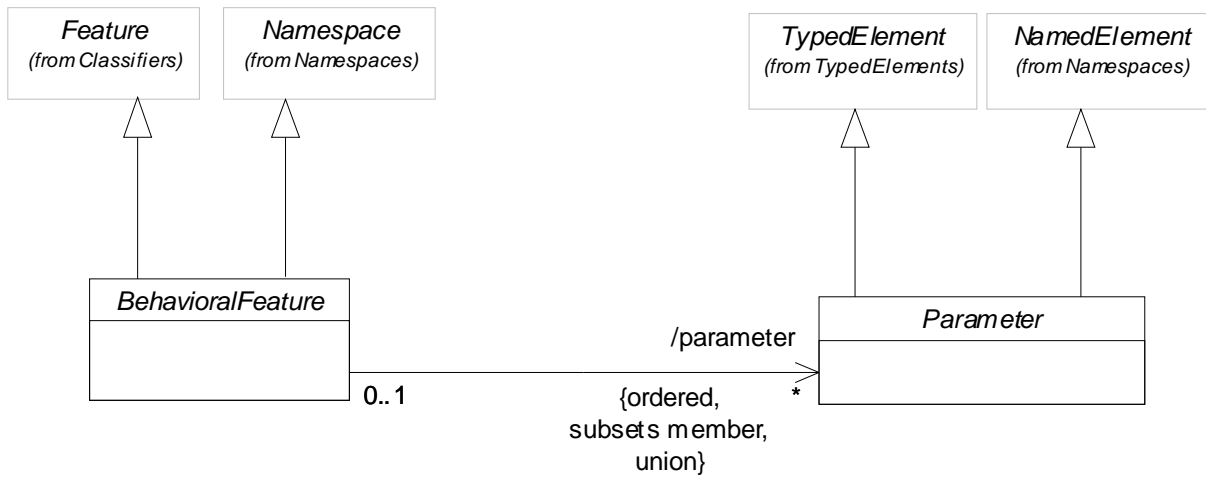 Feature
(from Classifiers)
Namespace
(from Namespaces)
TypedElement
(from TypedElements)
NamedElement
(from Namespaces)
BehavioralFeature
Parameter
/parameter
0..1
*
{ordered,
subsets member,
union}